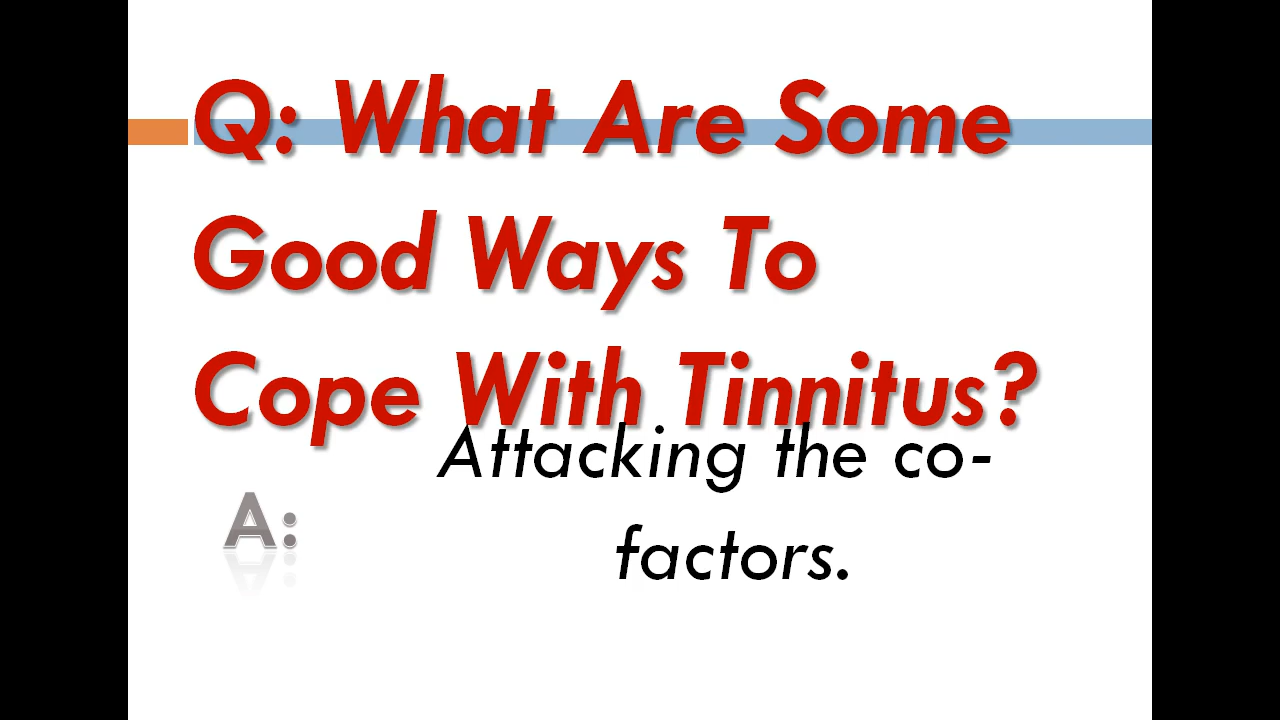 Q: What Are Some
Good Ways To
Cope With Tinnitus?
Attacking the co-
A:
factors.